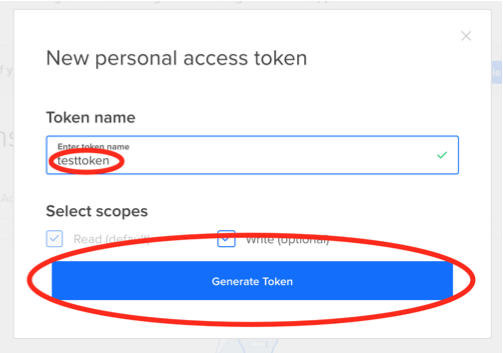 New personal access token
Token name
Enter token name
testtoken
Select scopes
Read (default)
Write (optional)
Generate Token